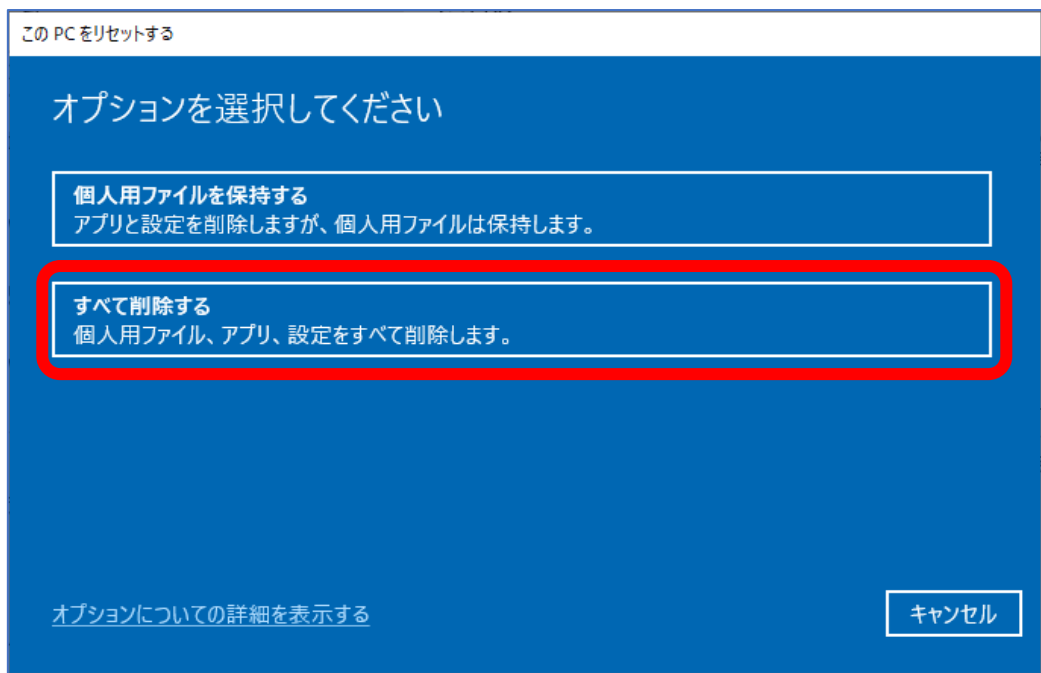 この PC をリセットする
オプションを選択してください
個人用ファイルを保持する
アプリと設定を削除しますが、個人用ファイルは保持します。
すべて削除する
個人用ファイル、アプリ、設定をすべて削除します。
オプションについての詳細を表示する
キャンセル